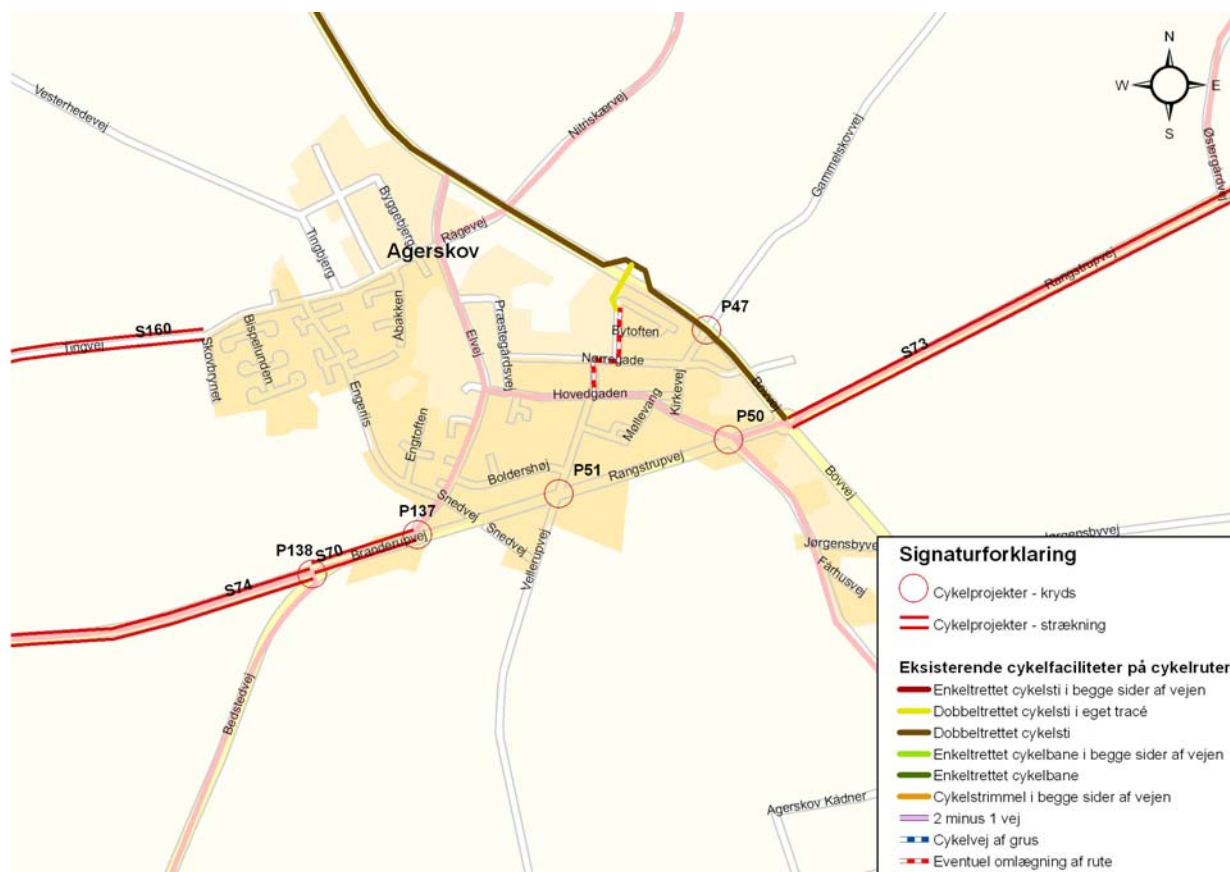 N
W
E
S
Vesterhedevej
Nitriskærvej
Gammelskovvej
Østergårdvej
Byggebjerg
Tingbjerg
Rågevej
Agerskov
Rangstrupvej
P47
S160
Tingvej
Skovbrynet
Bispelunden
Abakken
Elvej
Præstegårdsvej
Bytoften
Nørregade
S73
Bovvej
Engerris
Hovedgaden
Møllevang
Kirkevej
P50
Engtoften
Boldershøj
P51
Rangstrupvej
Bovvej
Snedvej
P137
Snedvej
Branderupvej
P138
S70
S74
Vellerupvej
Jørgensbyvej
Jørgensbyvej
Farhusvej
Bedstedvej
Agerskov Kådner
Signaturforklaring
Cykelprojekter - kryds
Cykelprojekter - strækning
Eksisterende cykelfaciliteter på cykelruter
Enkeltrettet cykelsti i begge sider af vejen
Dobbeltrettet cykelsti i eget tracé
Dobbeltrettet cykelsti
Enkeltrettet cykelbane i begge sider af vejen
Enkeltrettet cykelbane
Cykelstrimmel i begge sider af vejen
2 minus 1 vej
Cykelvej af grus
Eventuel omlægning af rute